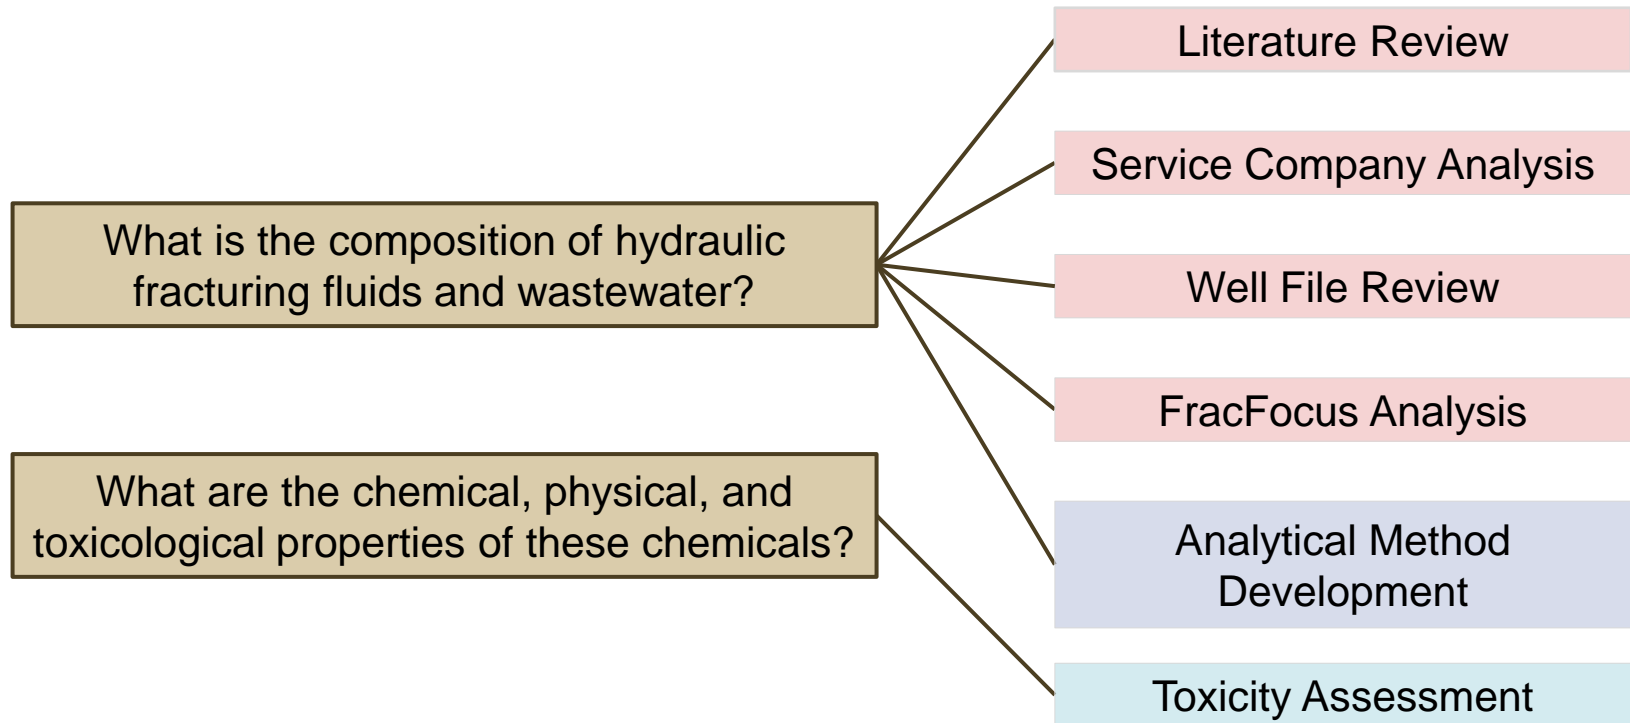 What is the composition of hydraulic
fracturing fluids and wastewater?
What are the chemical, physical, and
toxicological properties of these chemicals?
Literature Review
Service Company Analysis
Well File Review
FracFocus Analysis
Analytical Method
Development
Toxicity Assessment